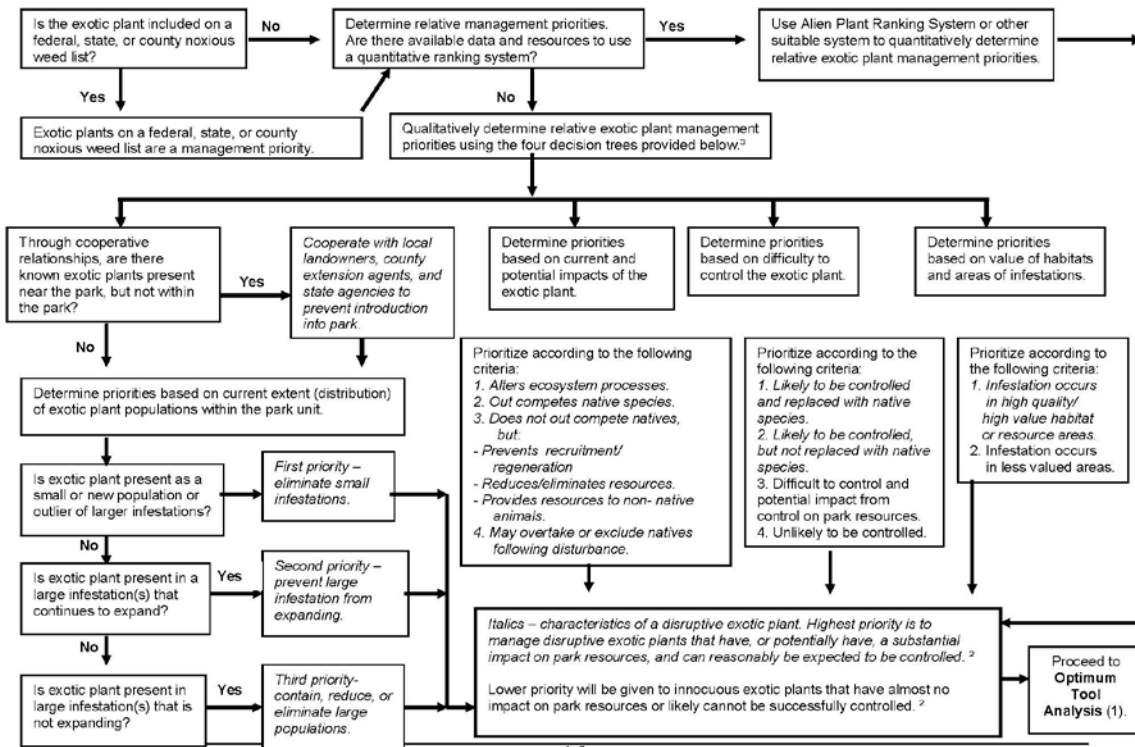 Is the exotic plant included on a
federal, state, or county noxious
weed list?
No
Determine relative management priorities.
Are there available data and resources to use
a quantitative ranking system?
Yes
Use Alien Plant Ranking System or other
suitable system to quantitatively determine
relative exotic plant management priorities.
Yes
No
Exotic plants on a federal, state, or county
noxious weed list are a management priority.
Qualitatively determine relative exotic plant management
priorities using the four decision trees provided below.³
Through cooperative
relationships, are there
known exotic plants present
near the park, but not within
the park?
Yes
Cooperate with local
landowners, county
extension agents, and
state agencies to
prevent introduction
into park.
Determine priorities
based on current and
potential impacts of the
exotic plant.
Determine priorities
based on difficulty to
control the exotic plant.
Determine priorities
based on value of habitats
and areas of infestations.
No
Determine priorities based on current extent (distribution)
of exotic plant populations within the park unit.
Prioritize according to the following
criteria:
1. Alters ecosystem processes.
2. Out competes native species.
3. Does not out compete natives,
but:
- Prevents recruitment/
regeneration
- Reduces/eliminates resources.
- Provides resources to non- native
animals.
4. May overtake or exclude natives
following disturbance.
Prioritize according to the
following criteria:
1. Likely to be controlled
and replaced with native
species.
2. Likely to be controlled,
but not replaced with native
species.
3. Difficult to control and
potential impact from
control on park resources.
4. Unlikely to be controlled.
Prioritize according to
the following criteria:
1. Infestation occurs
in high quality/
high value habitat
or resource areas.
2. Infestation occurs
in less valued areas.
Is exotic plant present as a
small or new population or
outlier of larger infestations?
First priority –
eliminate small
infestations.
No
Is exotic plant present in a
large infestation(s) that
continues to expand?
Yes
Second priority –
prevent large
infestation from
expanding.
No
Is exotic plant present in
large infestation(s) that is
not expanding?
Yes
Third priority-
contain, reduce, or
eliminate large
populations.
Italics – characteristics of a disruptive exotic plant. Highest priority is to
manage disruptive exotic plants that have, or potentially have, a substantial
impact on park resources, and can reasonably be expected to be controlled. ²
Lower priority will be given to innocuous exotic plants that have almost no
impact on park resources or likely cannot be successfully controlled. ²
Proceed to
Optimum
Tool
Analysis (1).